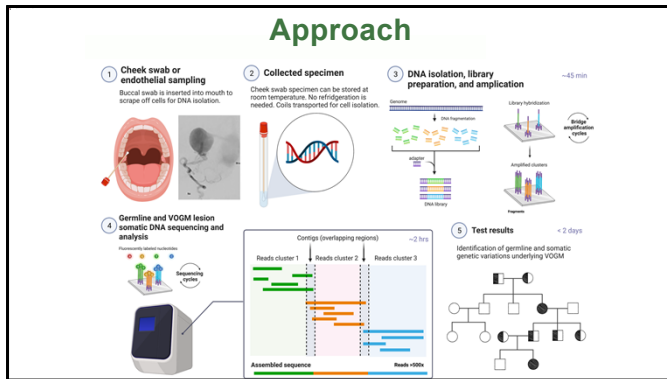 Approach
1
Cheek swab or
endothelial sampling
Buccal swab is inserted into mouth to
scrape off cells for DNA isolation.
2
Collected specimen
Cheek swab specimen can be stored at
room temperature. No refridgeration is
needed. Coils transported for cell isolation.
3
DNA isolation, library
preparation, and amplication
~45 min
Genome
DNA fragmentation
adapter
DNA library
Library hybridization
Bridge
amplification
cycles
Amplified clusters
fragments
4
Germline and VOGM lesion
somatic DNA sequencing and
analysis
Fluorescently labeled nucleotides
Sequencing
cycles
Contigs (overlapping regions)
~2 hrs
Reads cluster 1
Reads cluster 2
Reads cluster 3
Assembled sequence
Reads >500x
5
Test results
< 2 days
Identification of germline and somatic
genetic variations underlying VOGM